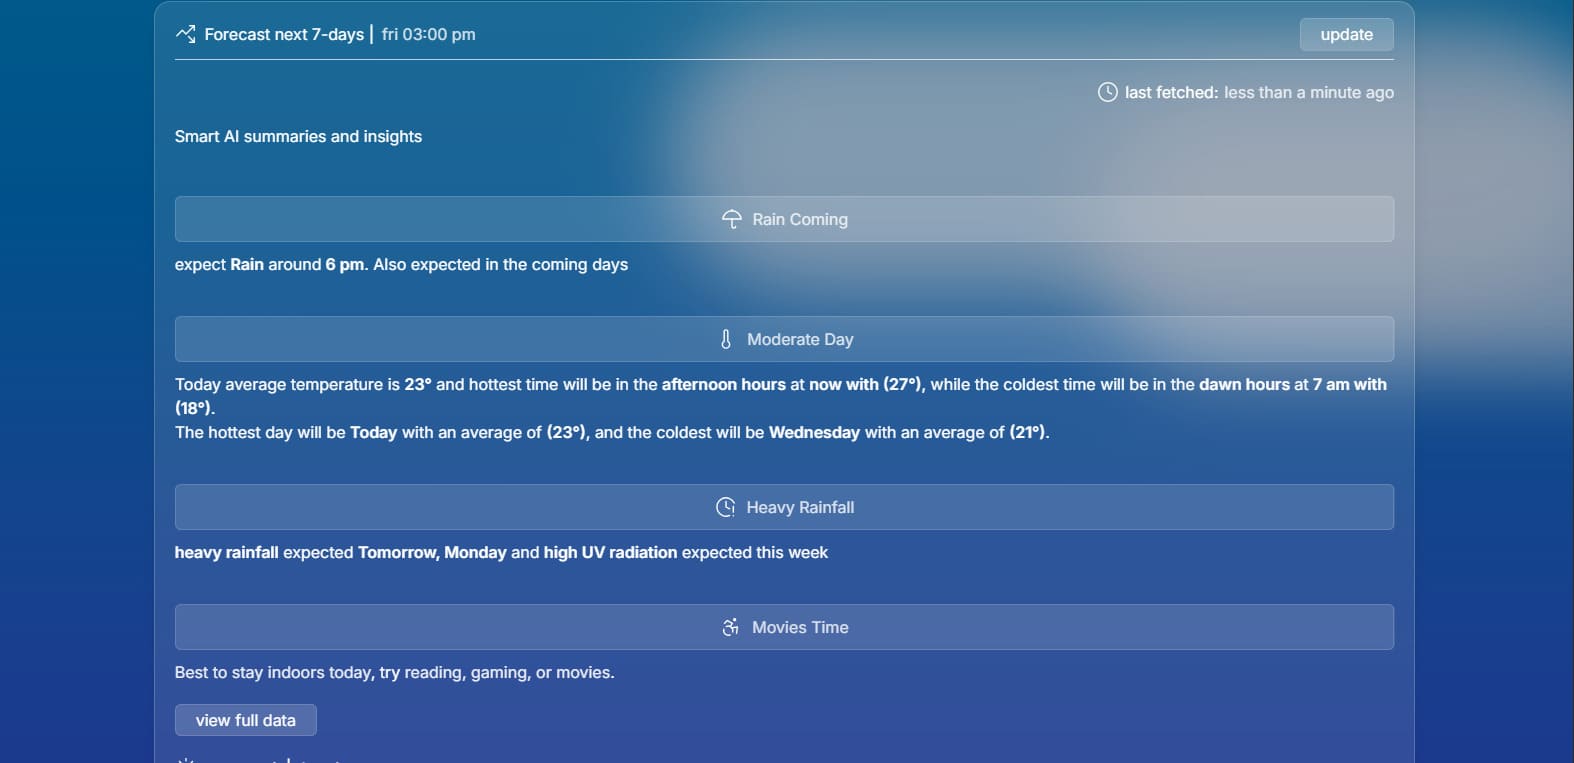 Forecast next 7-days | fri 03:00 pm
update
last fetched: less than a minute ago
Smart AI summaries and insights
Rain Coming
expect Rain around 6 pm. Also expected in the coming days
Moderate Day
Today average temperature is 23° and hottest time will be in the afternoon hours at now with (27°), while the coldest time will be in the dawn hours at 7 am with
(18°).
The hottest day will be Today with an average of (23°), and the coldest will be Wednesday with an average of (21°).
Heavy Rainfall
heavy rainfall expected Tomorrow, Monday and high UV radiation expected this week
Movies Time
Best to stay indoors today, try reading, gaming, or movies.
view full data